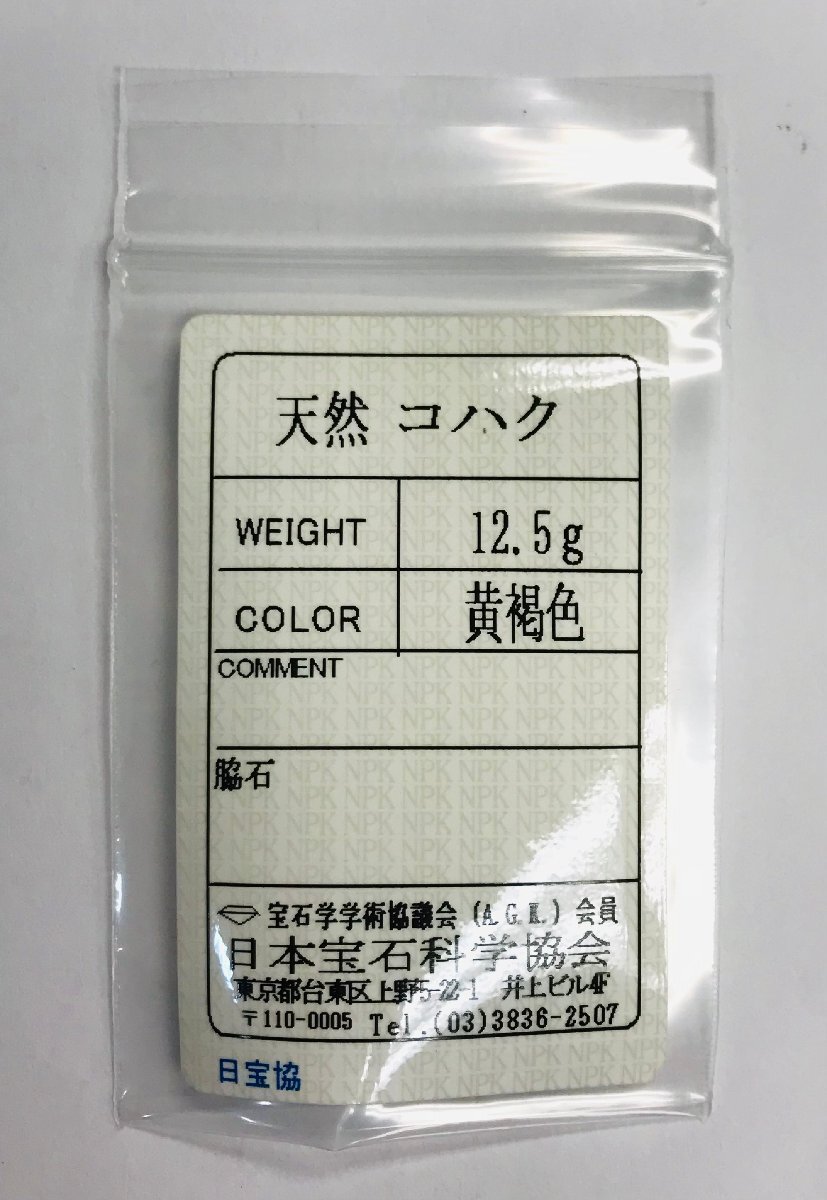 天然 コハク
WEIGHT 12.5g
COLOR 黄褐色
COMMENT
脇石
宝石学学術協議会 (A.G.K.) 会員
日本宝石科学協会
東京都台東区上野5-22-1 井上ビル4F
〒110-0005 Tel.(03)3836-2507
日宝協